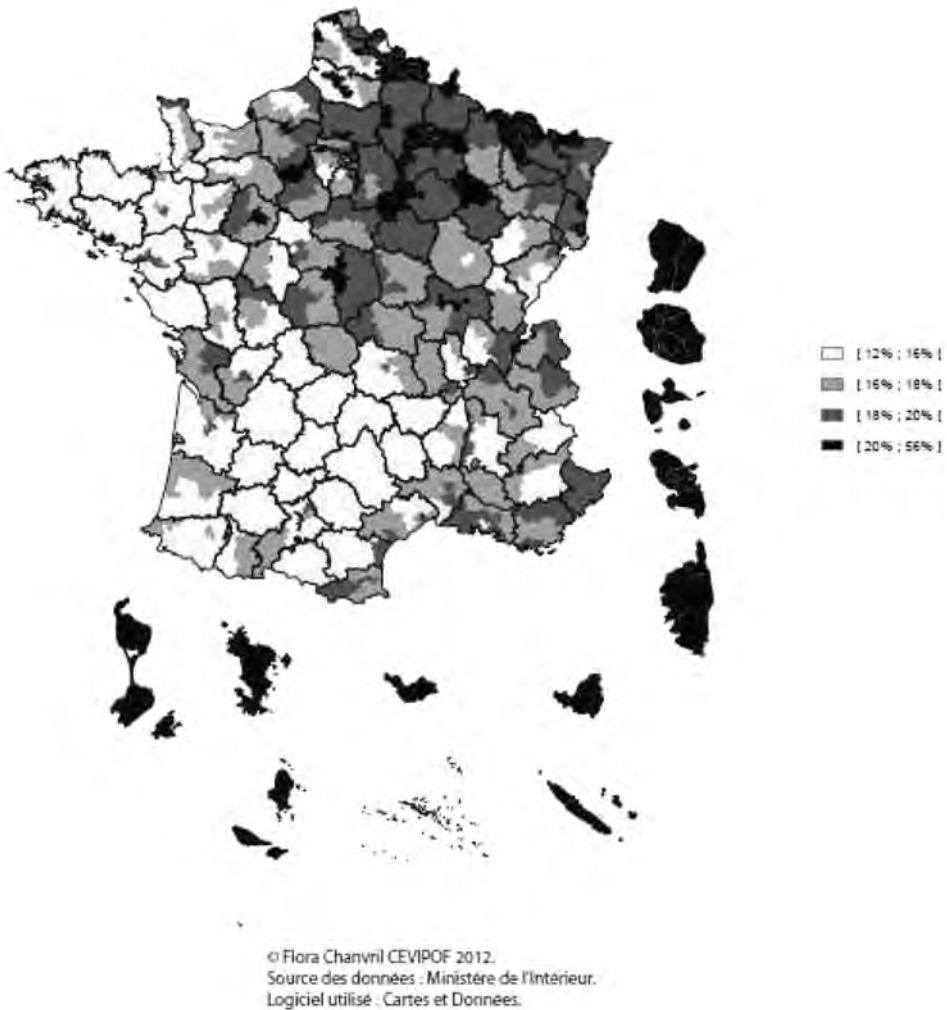 [ 12% ; 16% [
[ 16% ; 18% [
[ 18% ; 20% [
[ 20% ; 56% ]
© Flora Chanvril CEVIPOF 2012.
Source des données : Ministère de l'Intérieur.
Logiciel utilisé : Cartes et Données.